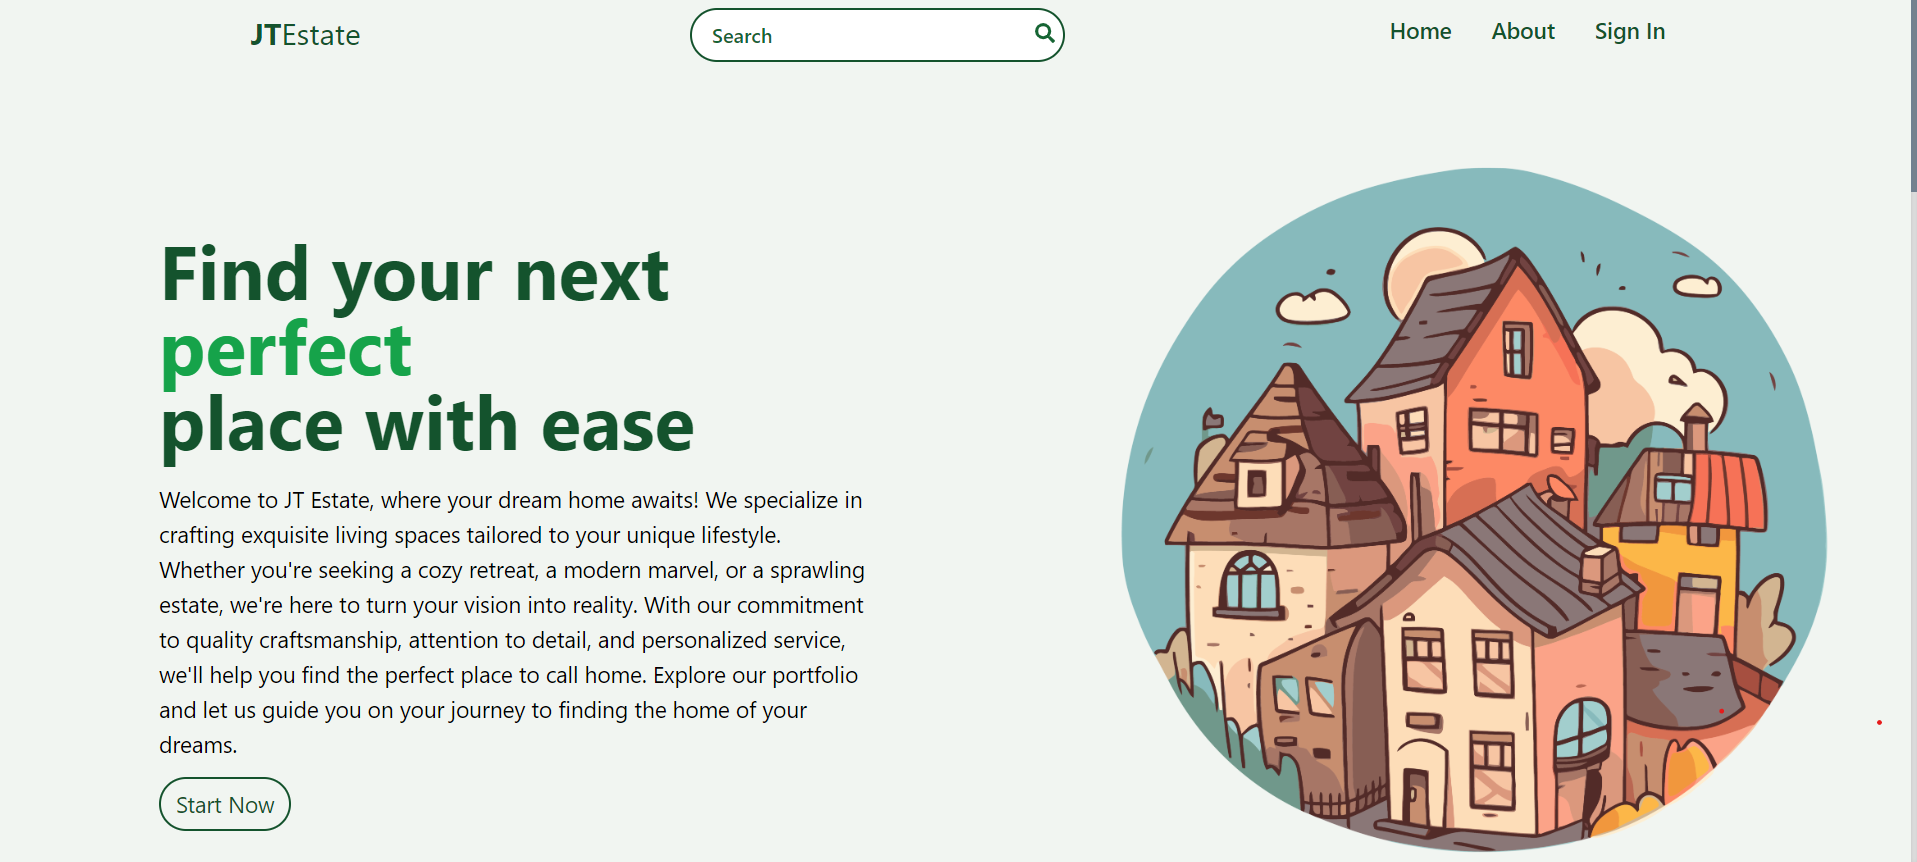 JTEstate
Search
Home
About
Sign In
Find your next
perfect
place with ease
Welcome to JT Estate, where your dream home awaits! We specialize in
crafting exquisite living spaces tailored to your unique lifestyle.
Whether you're seeking a cozy retreat, a modern marvel, or a sprawling
estate, we're here to turn your vision into reality. With our commitment
to quality craftsmanship, attention to detail, and personalized service,
we'll help you find the perfect place to call home. Explore our portfolio
and let us guide you on your journey to finding the home of your
dreams.
Start Now